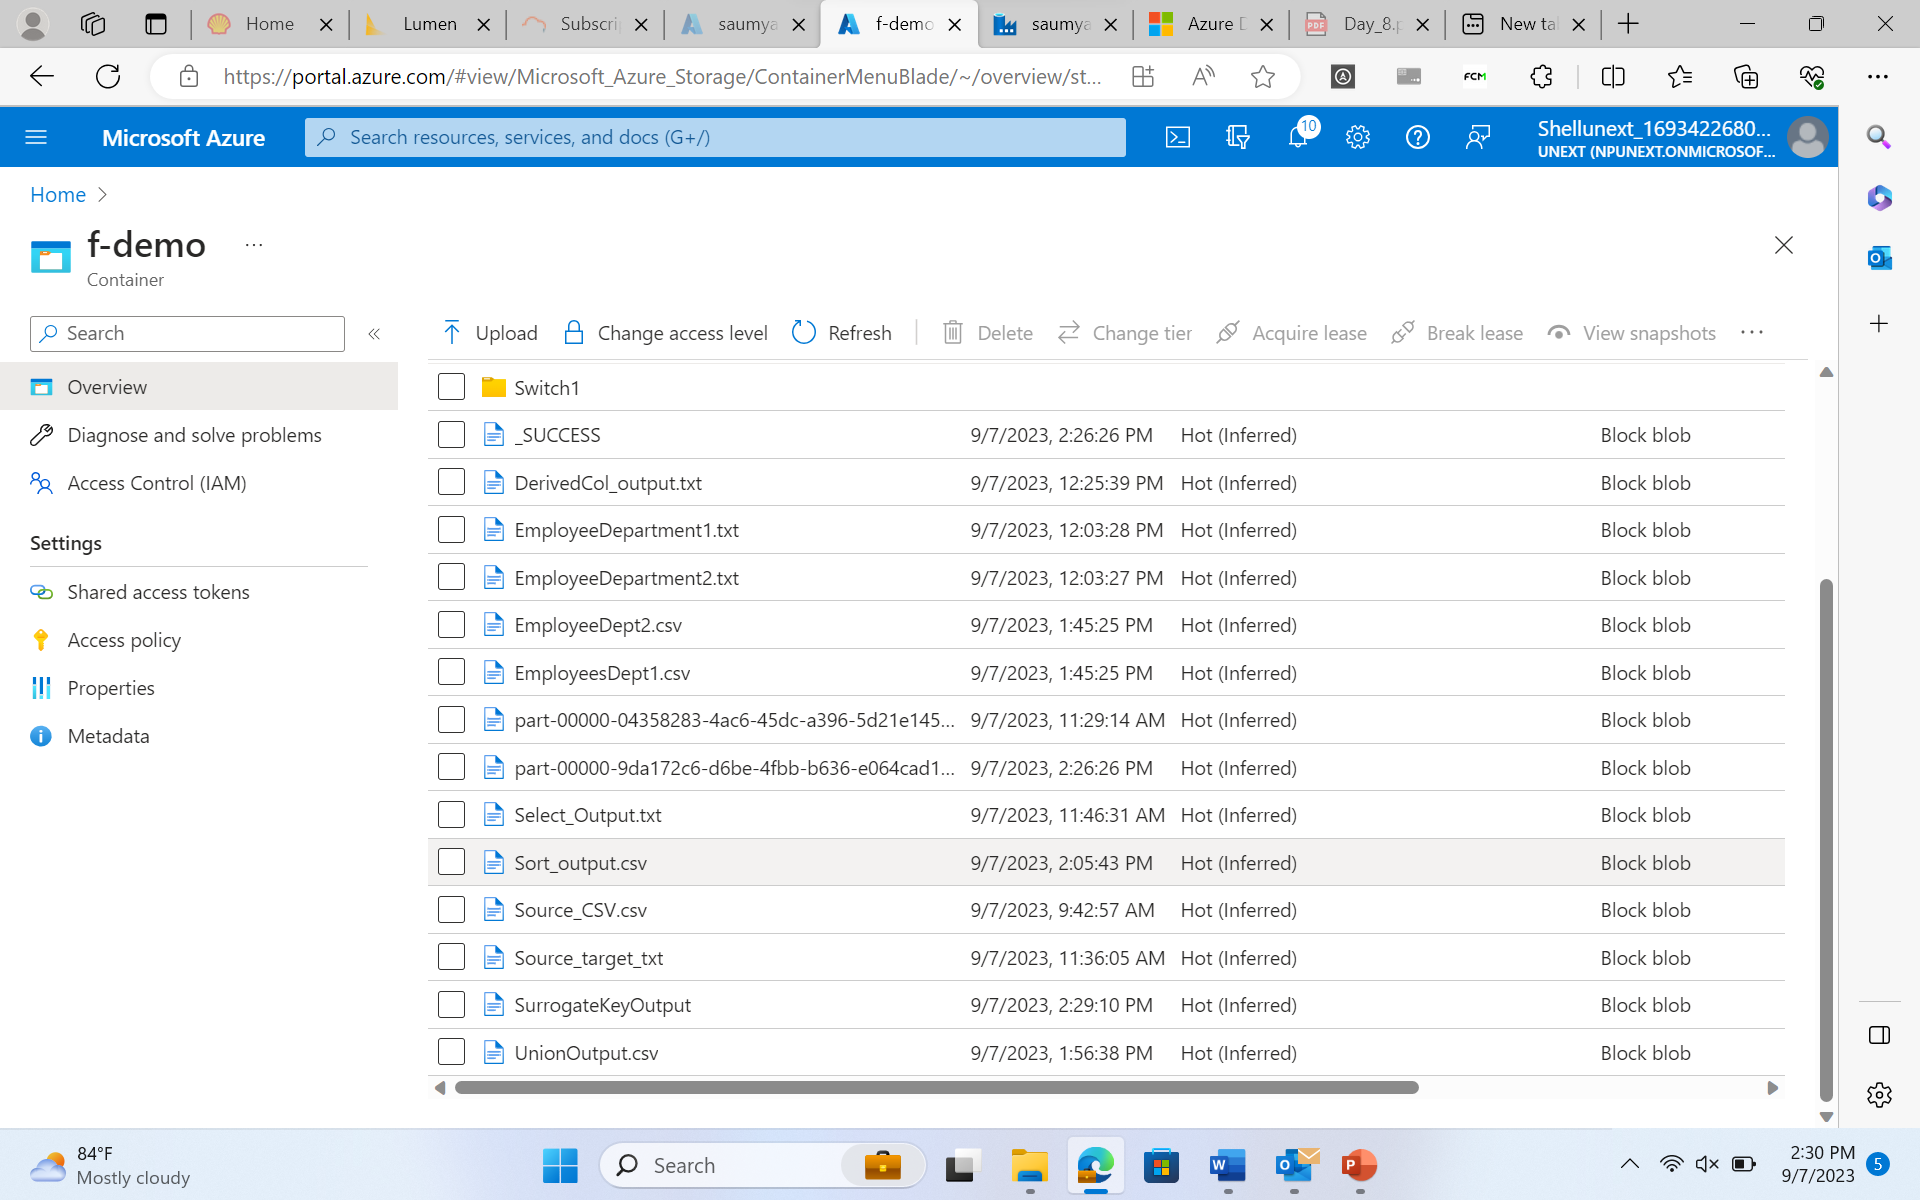 Home
Lumen
Subscri
saumya
f-demo
saumya
Azure D
PDF
Day_8.p
New ta
https://portal.azure.com/#view/Microsoft_Azure_Storage/ContainerMenuBlade/~/overview/st...
FCM
Microsoft Azure
Search resources, services, and docs (G+/)
10
Shellunext_1693422680...
UNEXT (NPUNEXT.ONMICROSOF...
Home
f-demo
...
Container
Search
Upload
Change access level
Refresh
Delete
Change tier
Acquire lease
Break lease
View snapshots
Overview
Diagnose and solve problems
Access Control (IAM)
Settings
Shared access tokens
Access policy
Properties
Metadata
Switch1
_SUCCESS 9/7/2023, 2:26:26 PM Hot (Inferred) Block blob
DerivedCol_output.txt 9/7/2023, 12:25:39 PM Hot (Inferred) Block blob
EmployeeDepartment1.txt 9/7/2023, 12:03:28 PM Hot (Inferred) Block blob
EmployeeDepartment2.txt 9/7/2023, 12:03:27 PM Hot (Inferred) Block blob
EmployeeDept2.csv 9/7/2023, 1:45:25 PM Hot (Inferred) Block blob
EmployeesDept1.csv 9/7/2023, 1:45:25 PM Hot (Inferred) Block blob
part-00000-04358283-4ac6-45dc-a396-5d21e145... 9/7/2023, 11:29:14 AM Hot (Inferred) Block blob
part-00000-9da172c6-d6be-4fbb-b636-e064cad1... 9/7/2023, 2:26:26 PM Hot (Inferred) Block blob
Select_Output.txt 9/7/2023, 11:46:31 AM Hot (Inferred) Block blob
Sort_output.csv 9/7/2023, 2:05:43 PM Hot (Inferred) Block blob
Source_CSV.csv 9/7/2023, 9:42:57 AM Hot (Inferred) Block blob
Source_target_txt 9/7/2023, 11:36:05 AM Hot (Inferred) Block blob
SurrogateKeyOutput 9/7/2023, 2:29:10 PM Hot (Inferred) Block blob
UnionOutput.csv 9/7/2023, 1:56:38 PM Hot (Inferred) Block blob
84°F
Mostly cloudy
Search
2:30 PM
9/7/2023
5